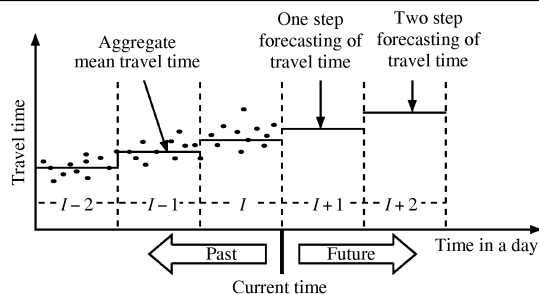 One step
forecasting of
travel time
Two step
forecasting of
travel time
Aggregate
mean travel time
Travel time
I – 2
I – 1
I
I + 1
I + 2
Time in a day
Past
Future
Current time